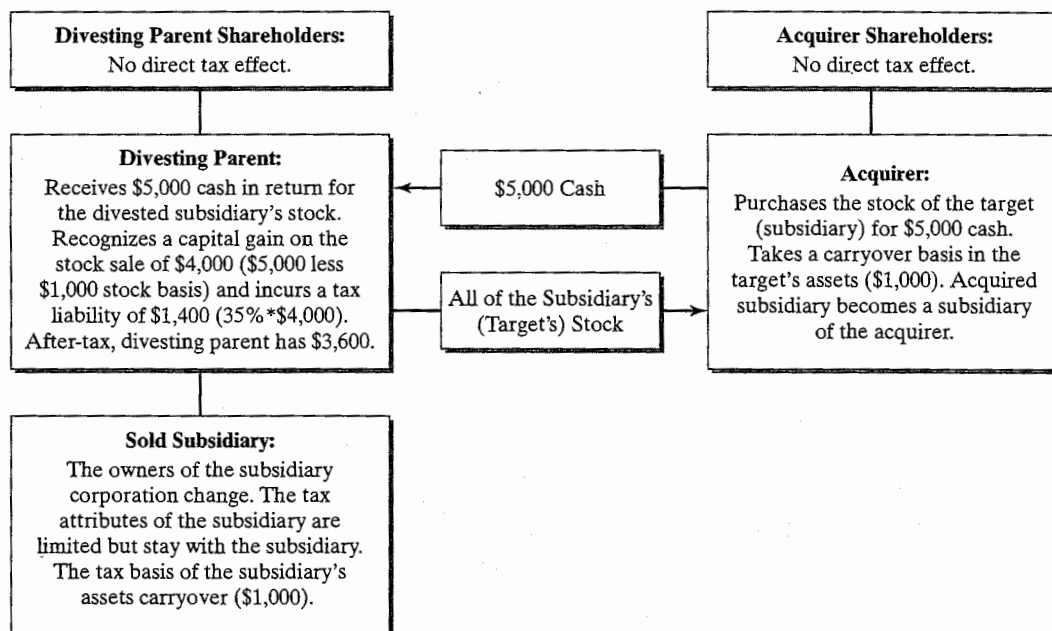 Divesting Parent Shareholders:
No direct tax effect.
Acquirer Shareholders:
No direct tax effect.
Divesting Parent:
Receives $5,000 cash in return for
the divested subsidiary's stock.
Recognizes a capital gain on the
stock sale of $4,000 ($5,000 less
$1,000 stock basis) and incurs a tax
liability of $1,400 (35%*$4,000).
After-tax, divesting parent has $3,600.
$5,000 Cash
All of the Subsidiary's
(Target's) Stock
Acquirer:
Purchases the stock of the target
(subsidiary) for $5,000 cash.
Takes a carryover basis in the
target's assets ($1,000). Acquired
subsidiary becomes a subsidiary
of the acquirer.
Sold Subsidiary:
The owners of the subsidiary
corporation change. The tax
attributes of the subsidiary are
limited but stay with the subsidiary.
The tax basis of the subsidiary's
assets carryover ($1,000).